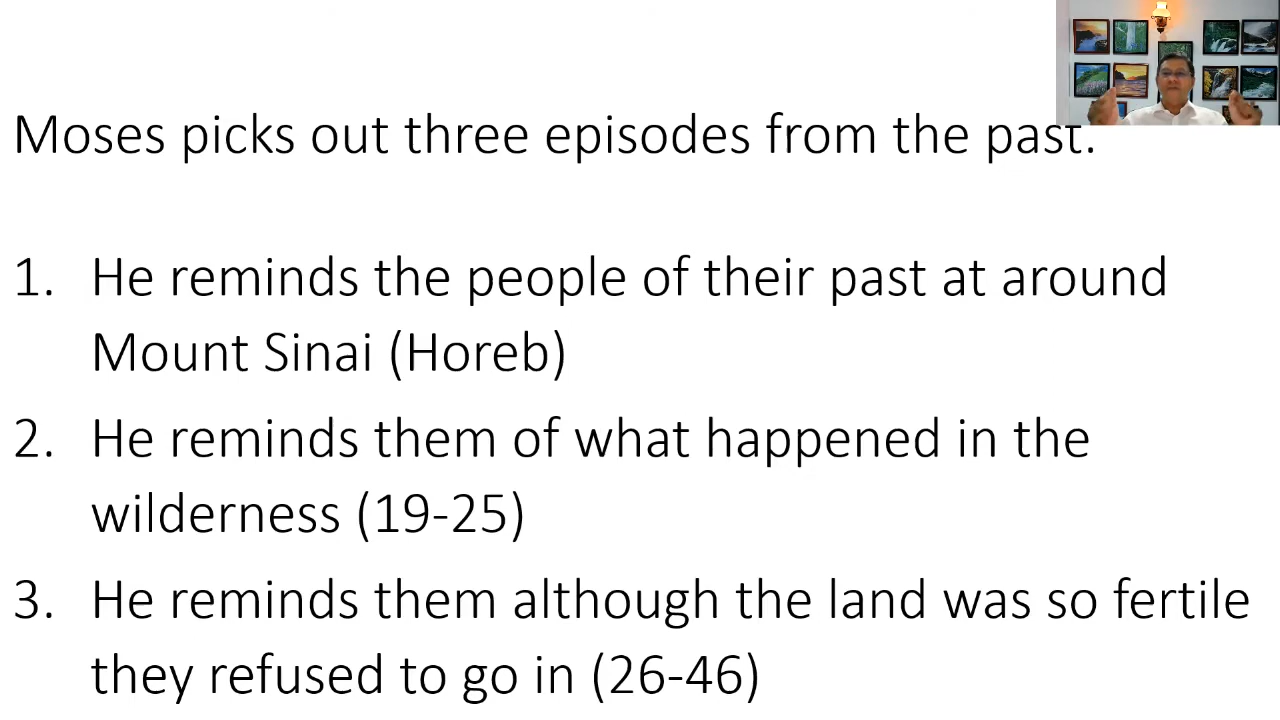 Moses picks out three episodes from the past.
1. He reminds the people of their past at around
Mount Sinai (Horeb)
2. He reminds them of what happened in the
wilderness (19-25)
3. He reminds them although the land was so fertile
they refused to go in (26-46)